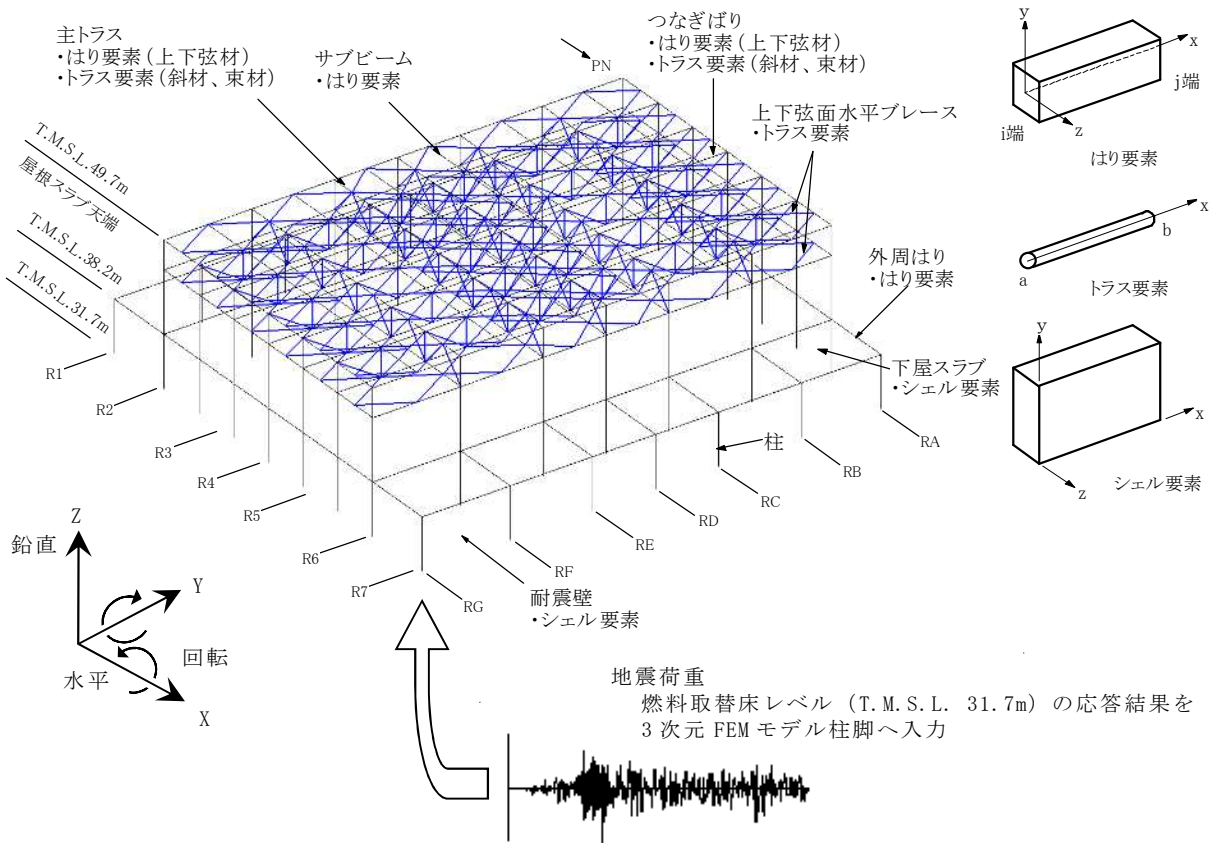 主トラス
・はり要素(上下弦材)
・トラス要素(斜材、束材)
サブビーム
・はり要素
PN
つなぎばり
・はり要素(上下弦材)
・トラス要素(斜材、束材)
上下弦面水平ブレース
・トラス要素
T.M.S.L.49.7m
屋根スラブ天端
T.M.S.L.38.2m
T.M.S.L.31.7m
外周はり
・はり要素
下屋スラブ
・シェル要素
柱
R1
R2
R3
R4
R5
R6
R7
RG
RF
RE
RD
RC
RB
RA
耐震壁
・シェル要素
Z
鉛直
Y
回転
水平
X
y
x
j端
i端
z
はり要素
x
b
a
トラス要素
y
x
z
シェル要素
地震荷重
燃料取替床レベル (T.M.S.L. 31.7m) の応答結果を
3次元 FEM モデル柱脚へ入力